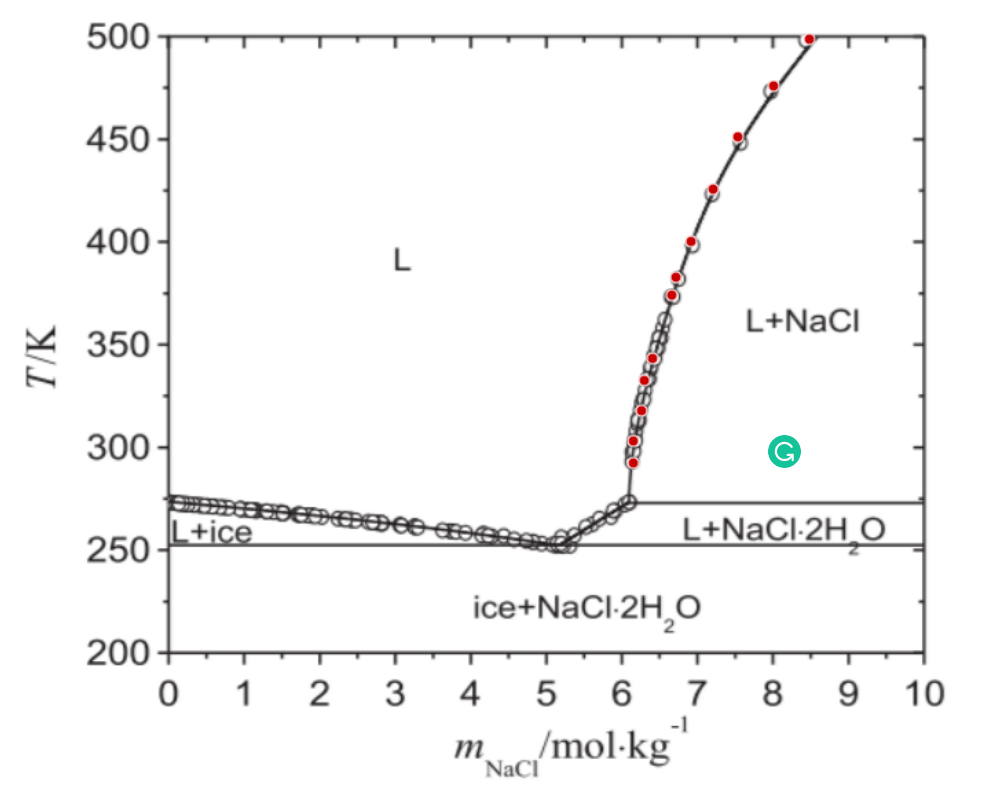 500
450
400
350
300
250
200
T/K
L
L+NaCl
L+ice
L+NaCl·2H₂O
ice+NaCl·2H₂O
0 1 2 3 4 5 6 7 8 9 10
m_NaCl/mol·kg⁻¹
G